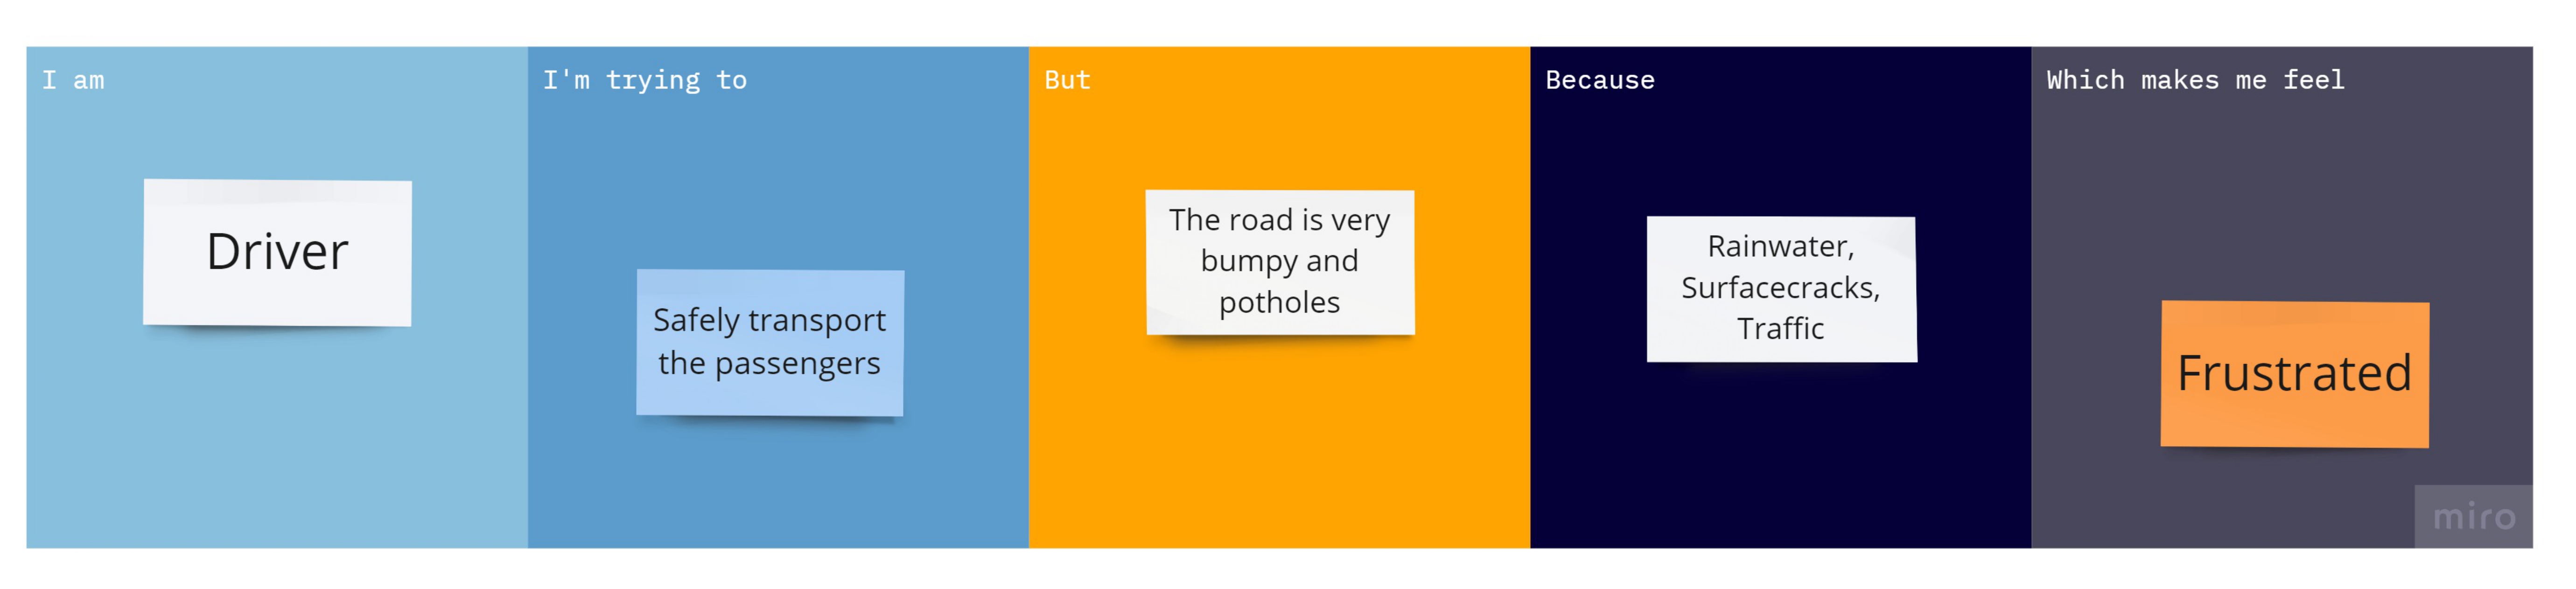 I am
Driver
I'm trying to
Safely transport
the passengers
But
The road is very
bumpy and
potholes
Because
Rainwater,
Surfacecracks,
Traffic
Which makes me feel
Frustrated
miro